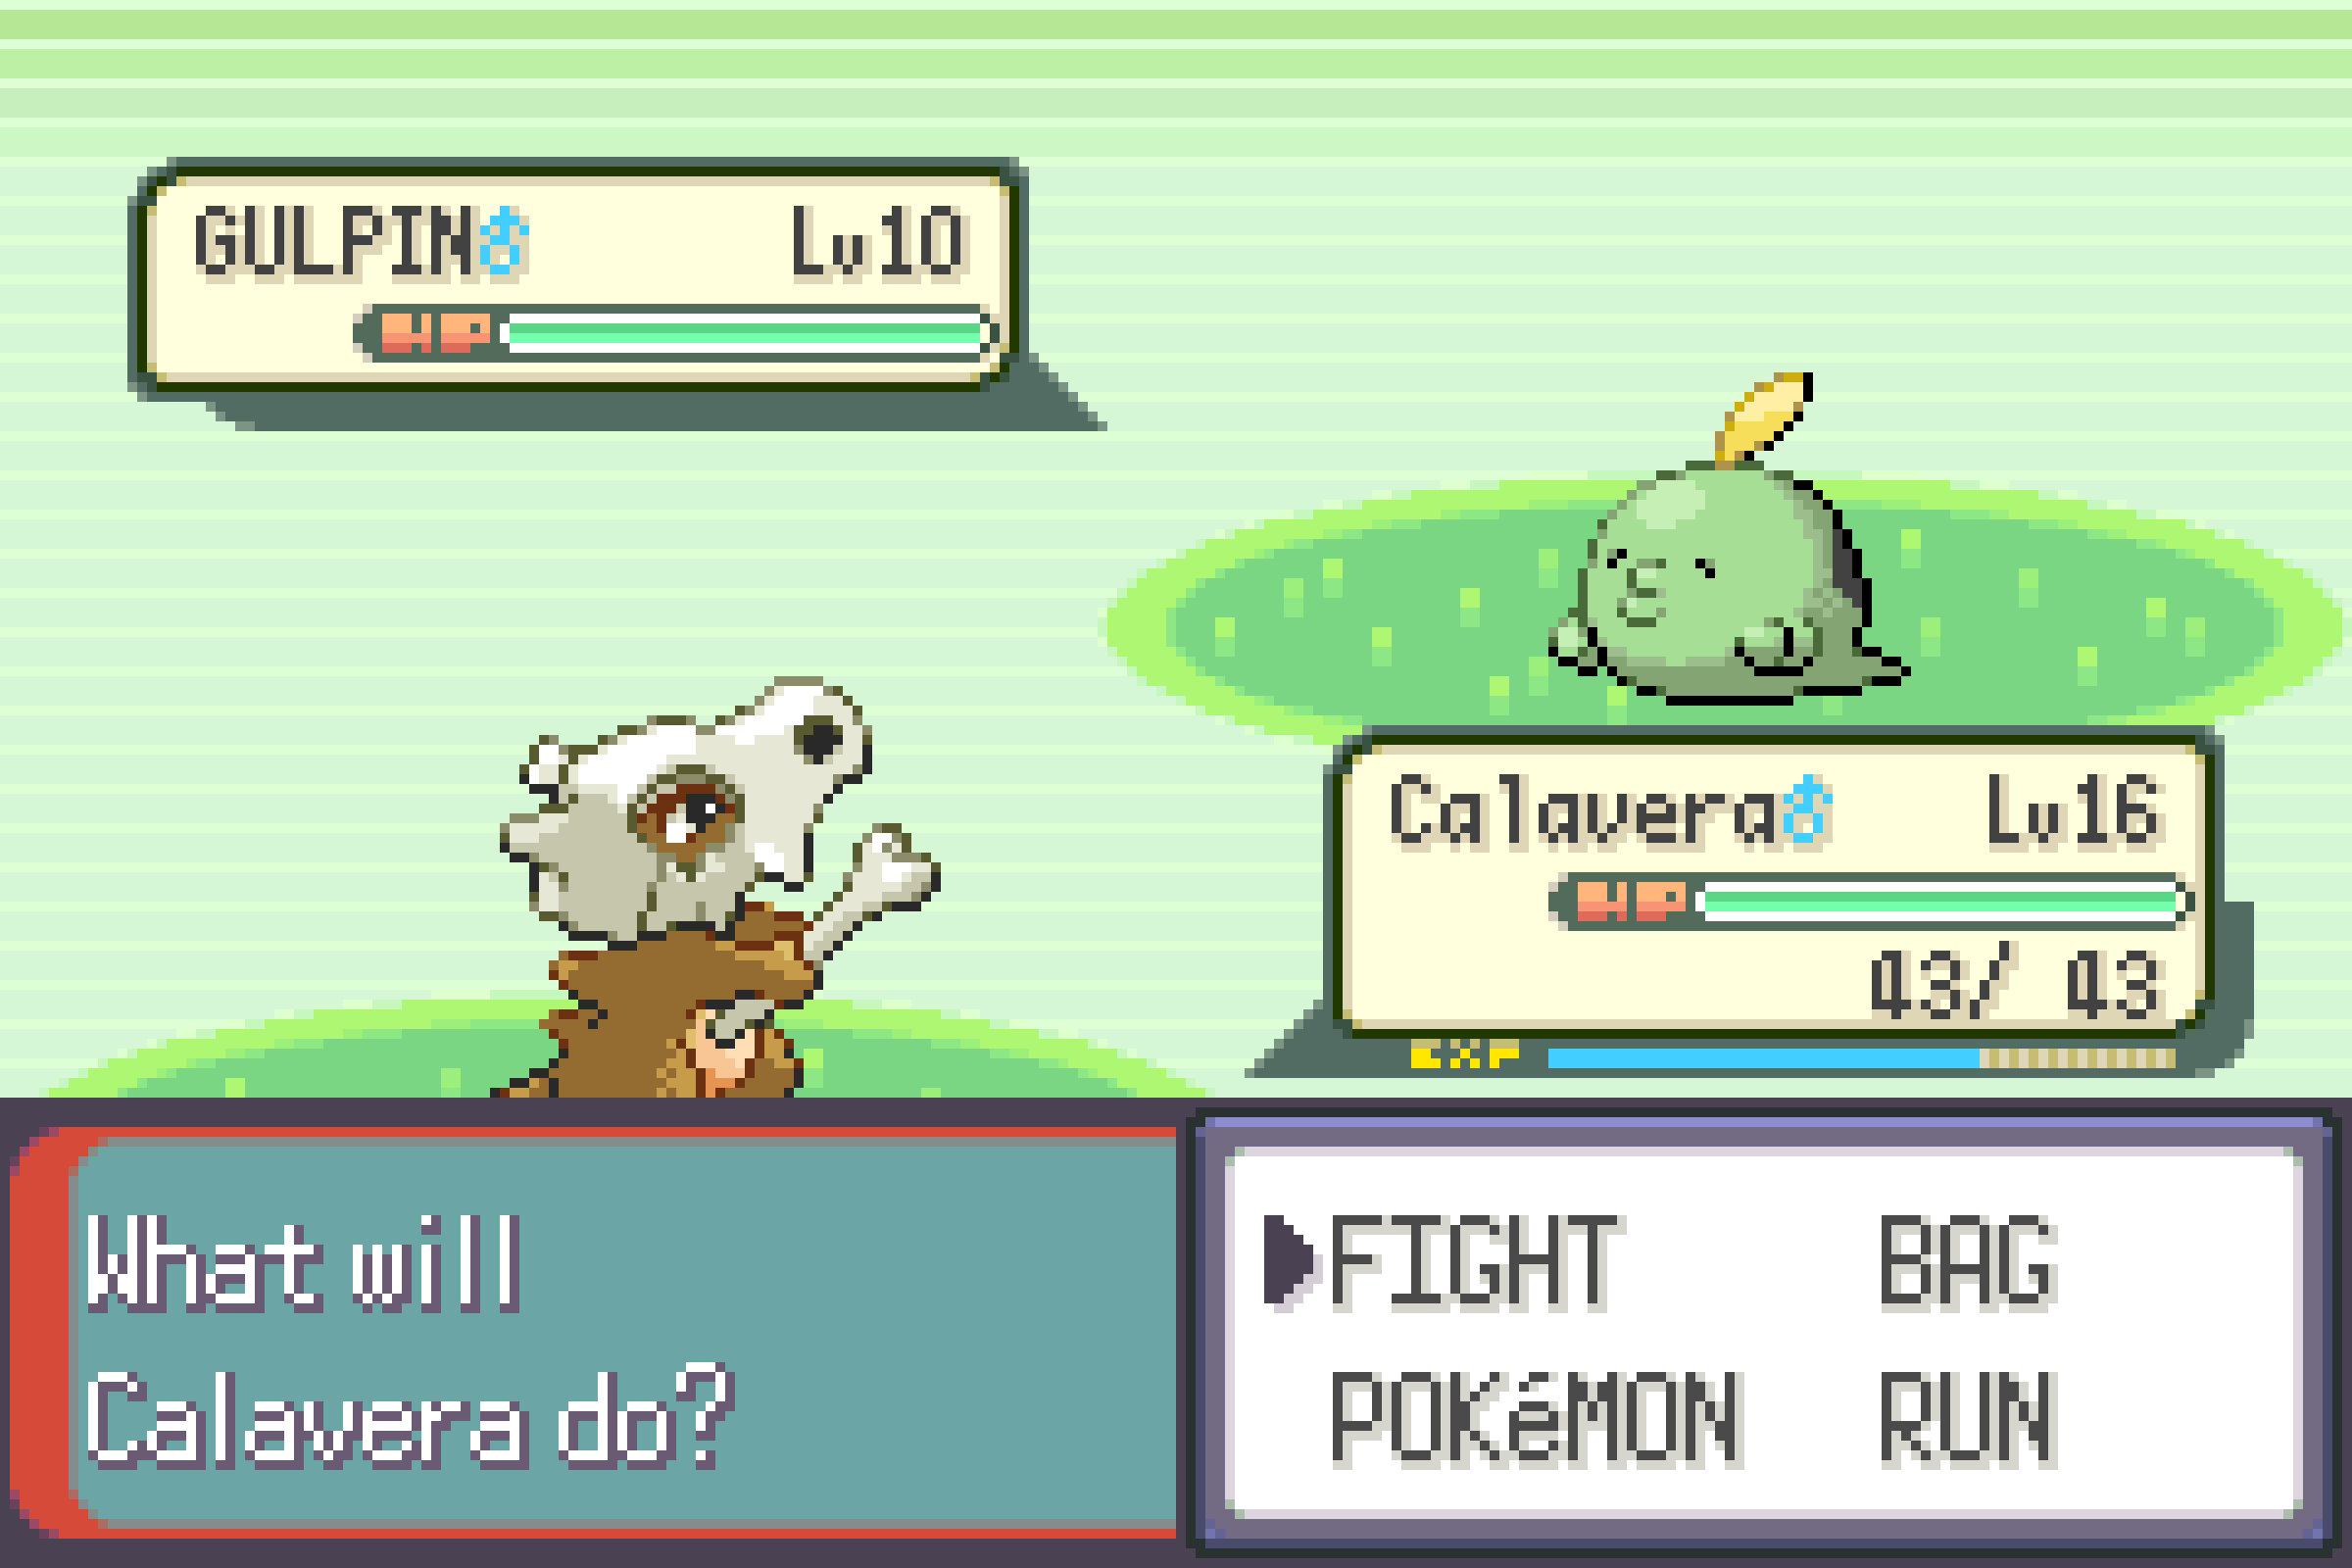 GULPIN♂ Lv10
HP
Calavera♂ Lv16
HP
43/ 43
EXP
What will
Calavera do?
FIGHT BAG
POKéMON RUN